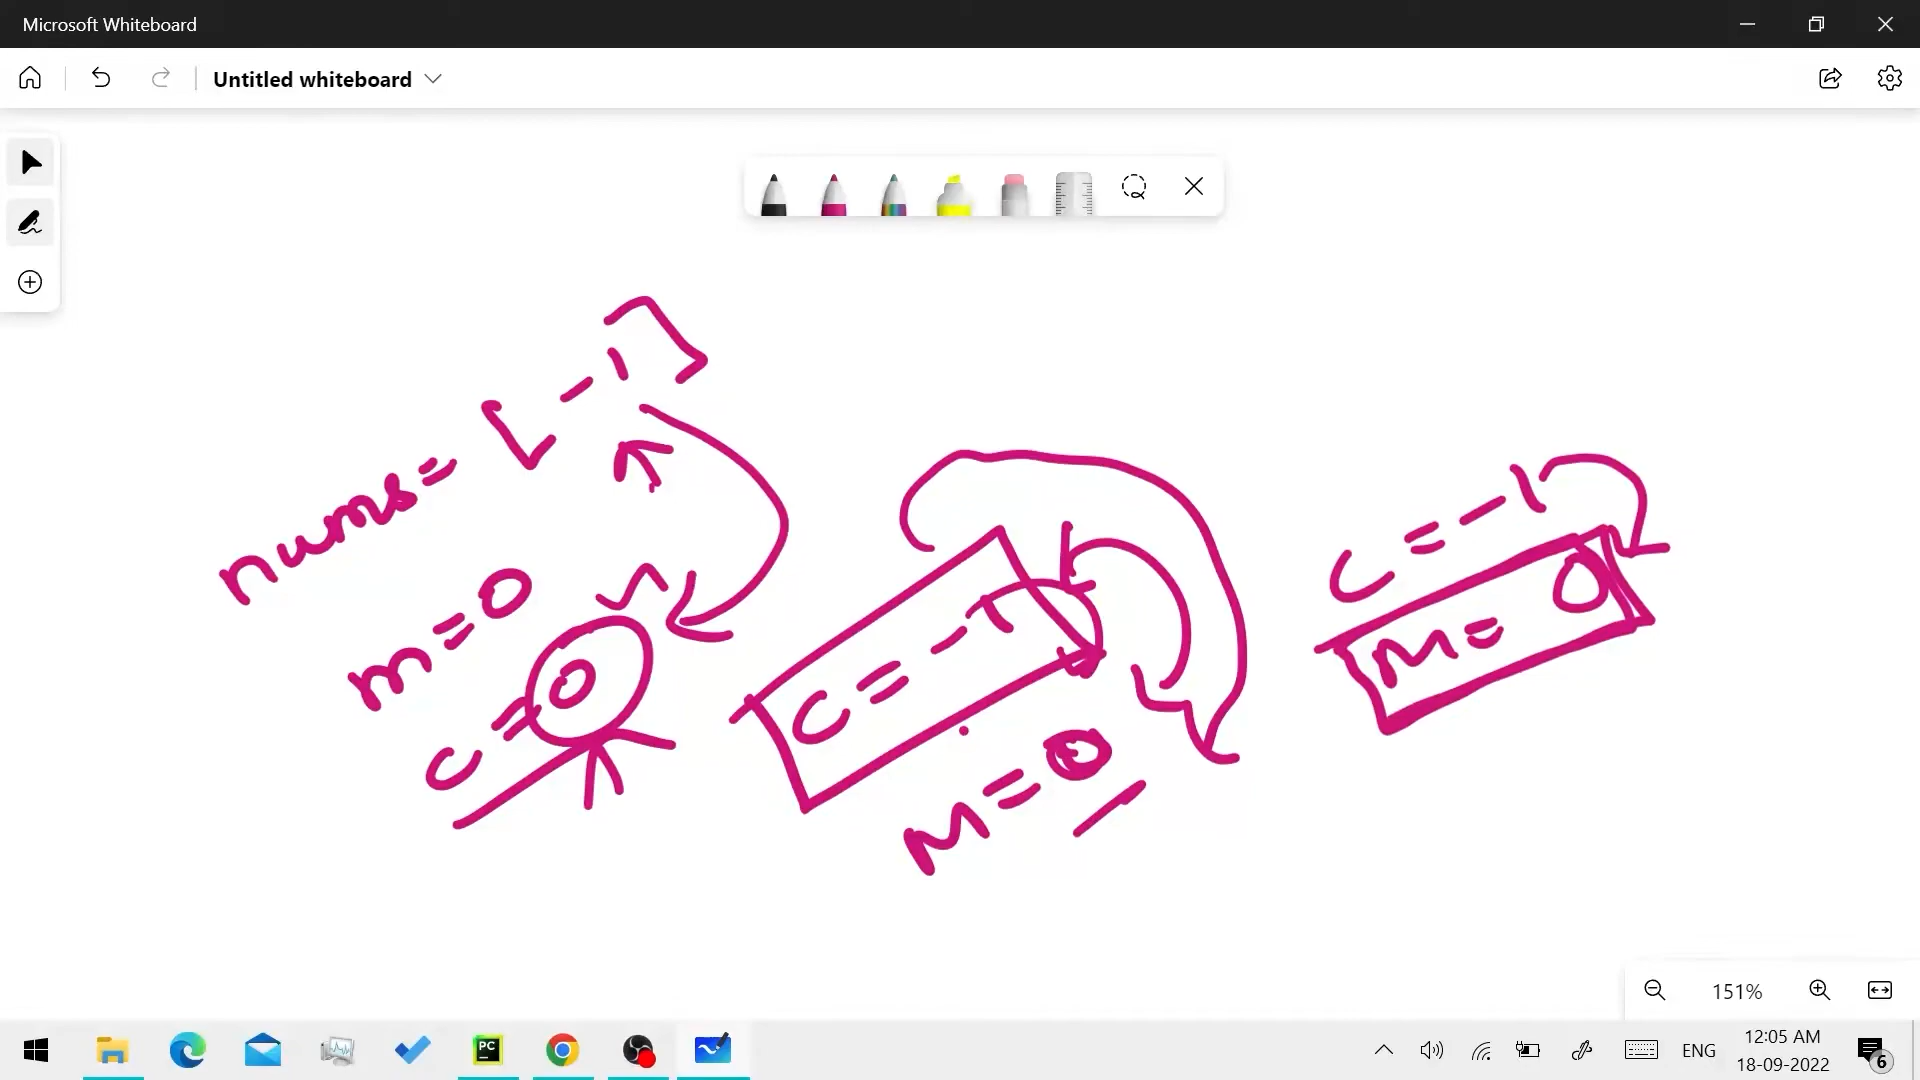 Microsoft Whiteboard
Untitled whiteboard
nums = [ -1 ]
m = 0
c = 0
c = -1
M = 0
c = -1
M = 0
151%
PC
ENG
12:05 AM
18-09-2022
6